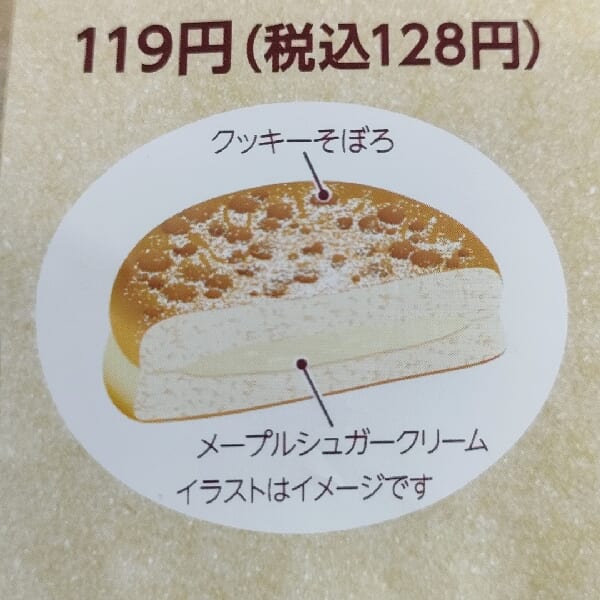 119円(税込128円)
クッキーそぼろ
メープルシュガークリーム
イラストはイメージです